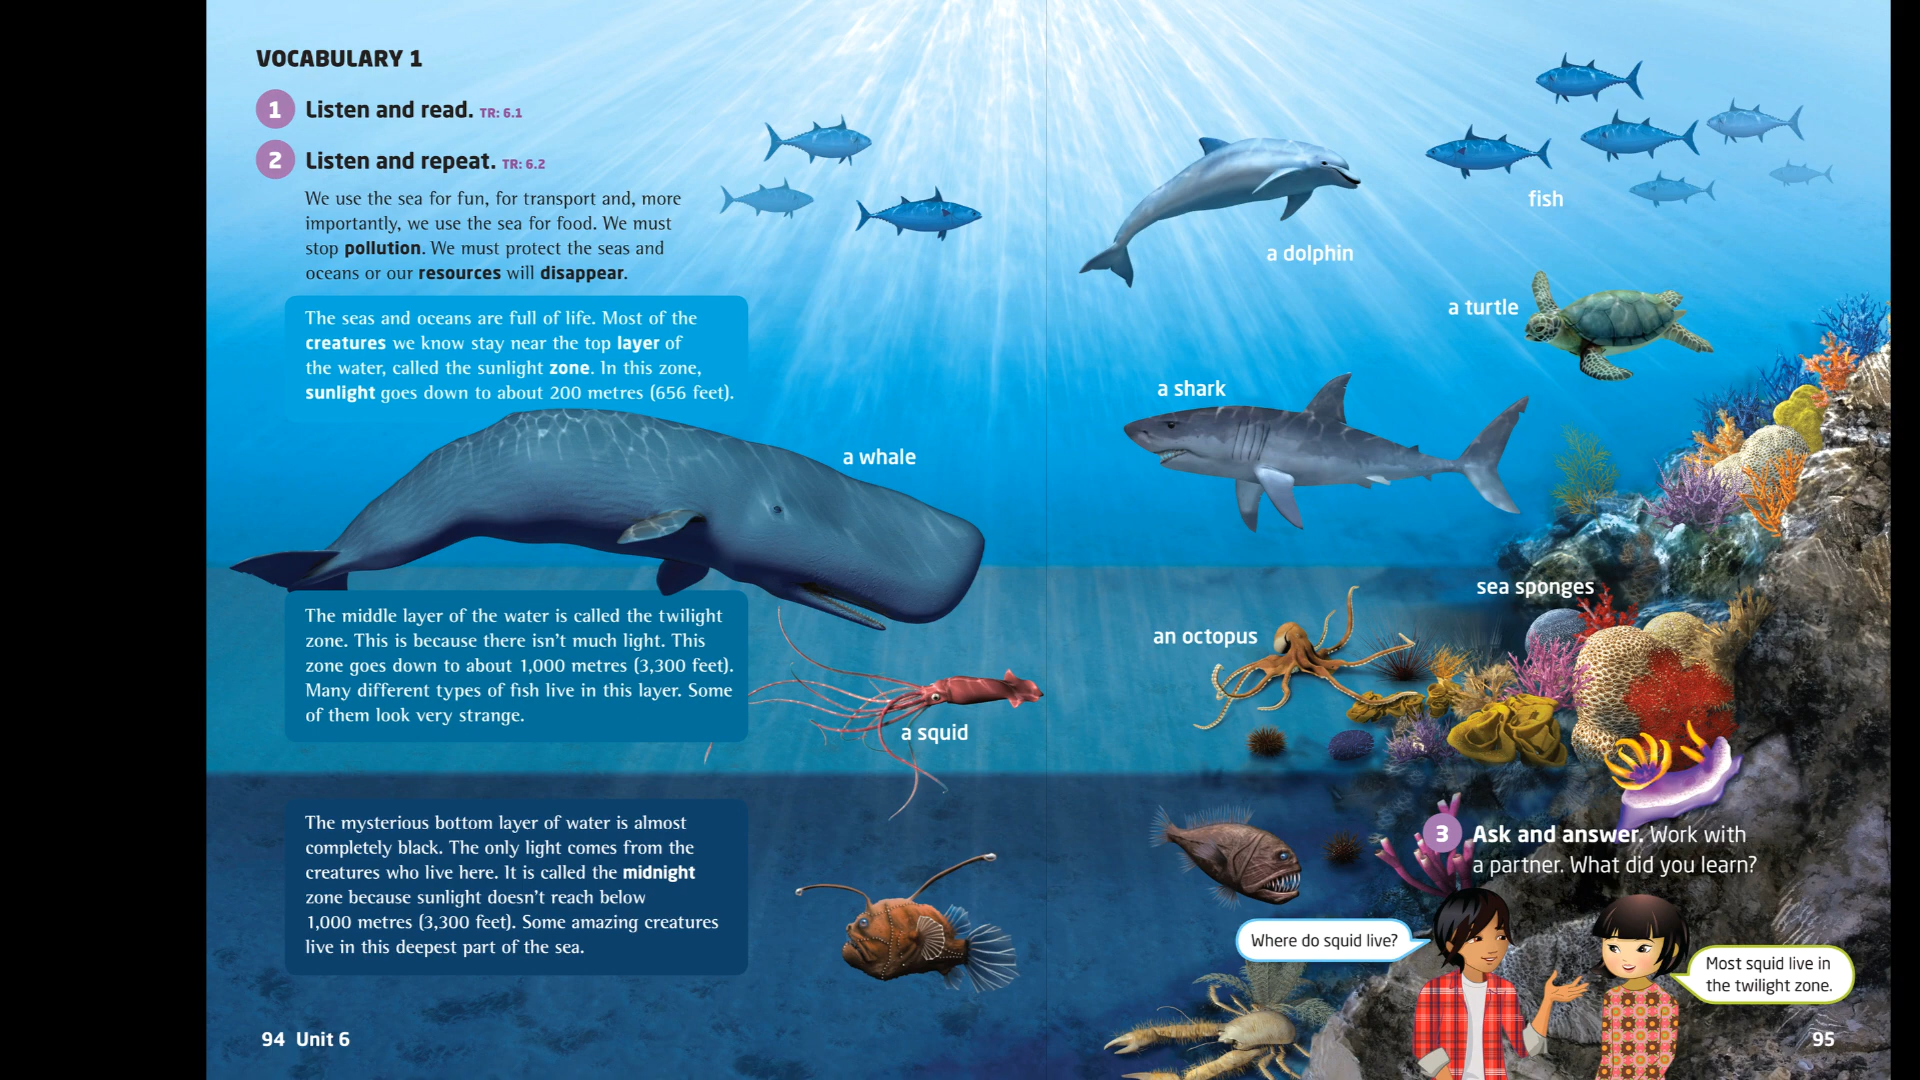 VOCABULARY 1
1 Listen and read. TR: 6.1
2 Listen and repeat. TR: 6.2
We use the sea for fun, for transport and, more
importantly, we use the sea for food. We must
stop pollution. We must protect the seas and
oceans or our resources will disappear.
The seas and oceans are full of life. Most of the
creatures we know stay near the top layer of
the water, called the sunlight zone. In this zone,
sunlight goes down to about 200 metres (656 feet).
a whale
The middle layer of the water is called the twilight
zone. This is because there isn't much light. This
zone goes down to about 1,000 metres (3,300 feet).
Many different types of fish live in this layer. Some
of them look very strange.
a squid
The mysterious bottom layer of water is almost
completely black. The only light comes from the
creatures who live here. It is called the midnight
zone because sunlight doesn't reach below
1,000 metres (3,300 feet). Some amazing creatures
live in this deepest part of the sea.
94 Unit 6
fish
a dolphin
a turtle
a shark
sea sponges
an octopus
3 Ask and answer. Work with
a partner. What did you learn?
Where do squid live?
Most squid live in
the twilight zone.
95